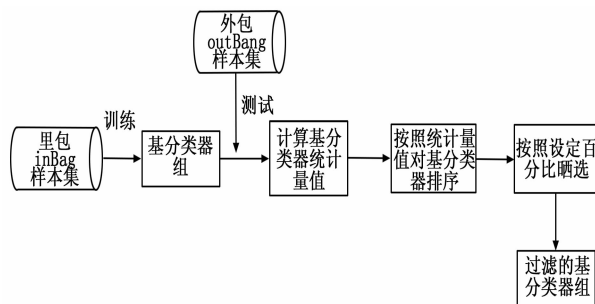 外包
outBang
样本集
训练
测试
里包
inBag
样本集
基分类器
组
计算基分
类器统计
量值
按照统计量
值对基分类
器排序
按照设定百
分比晒选
过滤的基
分类器组